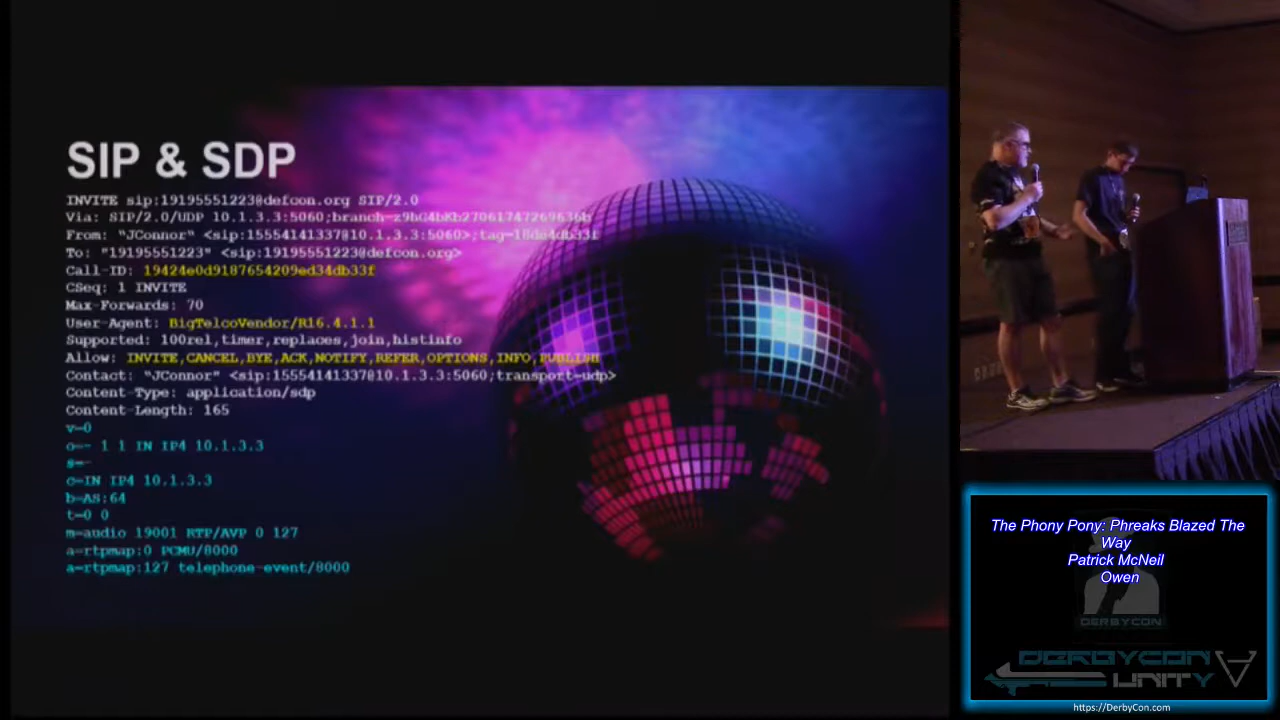 SIP & SDP
INVITE sip:19195551223@defcon.org SIP/2.0
Via: SIP/2.0/UDP 10.1.3.3:5060;branch=z9hG4bKb27061747269636b
From: "JConnor" <sip:15554141337@10.1.3.3:5060>;tag=18de4db33f
To: "19195551223" <sip:19195551223@defcon.org>
Call-ID: 19424e0d9187654209ed34db33f
CSeq: 1 INVITE
Max-Forwards: 70
User-Agent: BigTelcoVendor/R16.4.1.1
Supported: 100rel,timer,replaces,join,histinfo
Allow: INVITE,CANCEL,BYE,ACK,NOTIFY,REFER,OPTIONS,INFO,PUBLISH
Contact: "JConnor" <sip:15554141337@10.1.3.3:5060;transport=udp>
Content-Type: application/sdp
Content-Length: 165
v=0
o=- 1 1 IN IP4 10.1.3.3
s=-
c=IN IP4 10.1.3.3
b=AS:64
t=0 0
m=audio 19001 RTP/AVP 0 127
a=rtpmap:0 PCMU/8000
a=rtpmap:127 telephone-event/8000
The Phony Pony: Phreaks Blazed The
Way
Patrick McNeil
Owen
DERBYCON
DERBYCON
UNITY
https://DerbyCon.com